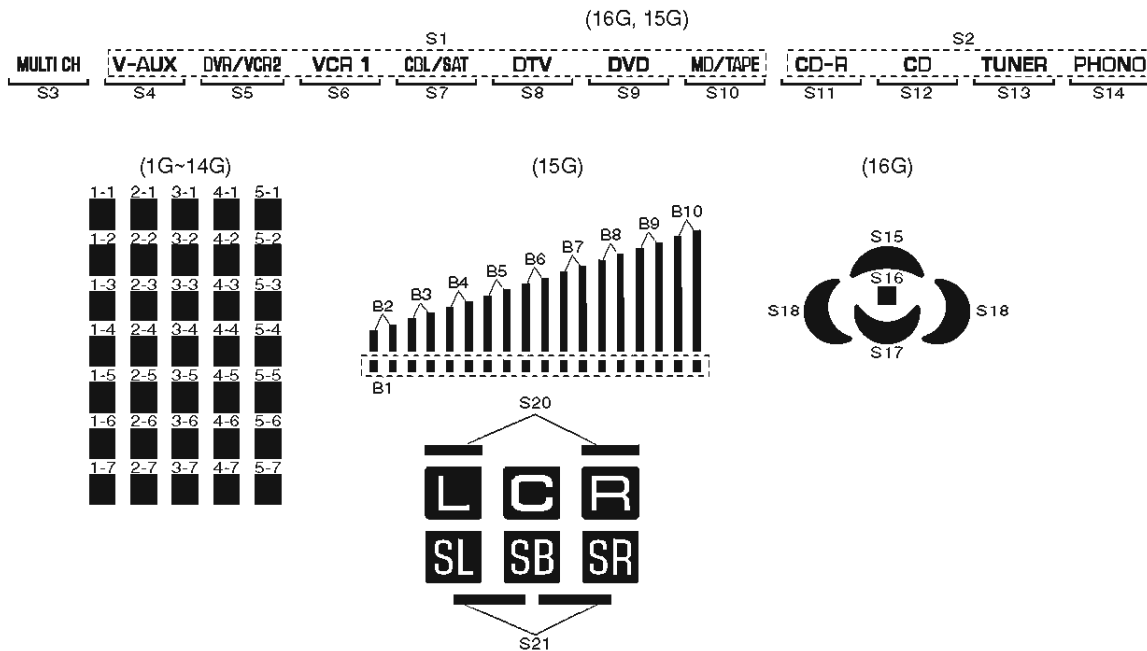 (16G, 15G)
S1 S2
MULTI CH V-AUX DVR/VCR2 VCR 1 CBL/SAT DTV DVD MD/TAPE CD-R CD TUNER PHONO
S3 S4 S5 S6 S7 S8 S9 S10 S11 S12 S13 S14
(1G~14G) (15G) (16G)
1-1 2-1 3-1 4-1 5-1
1-2 2-2 3-2 4-2 5-2
1-3 2-3 3-3 4-3 5-3
1-4 2-4 3-4 4-4 5-4
1-5 2-5 3-5 4-5 5-5
1-6 2-6 3-6 4-6 5-6
1-7 2-7 3-7 4-7 5-7
B2 B3 B4 B5 B6 B7 B8 B9 B10
B1
S20
L C R
SL SB SR
S21
S15
S16
S18 S18
S17